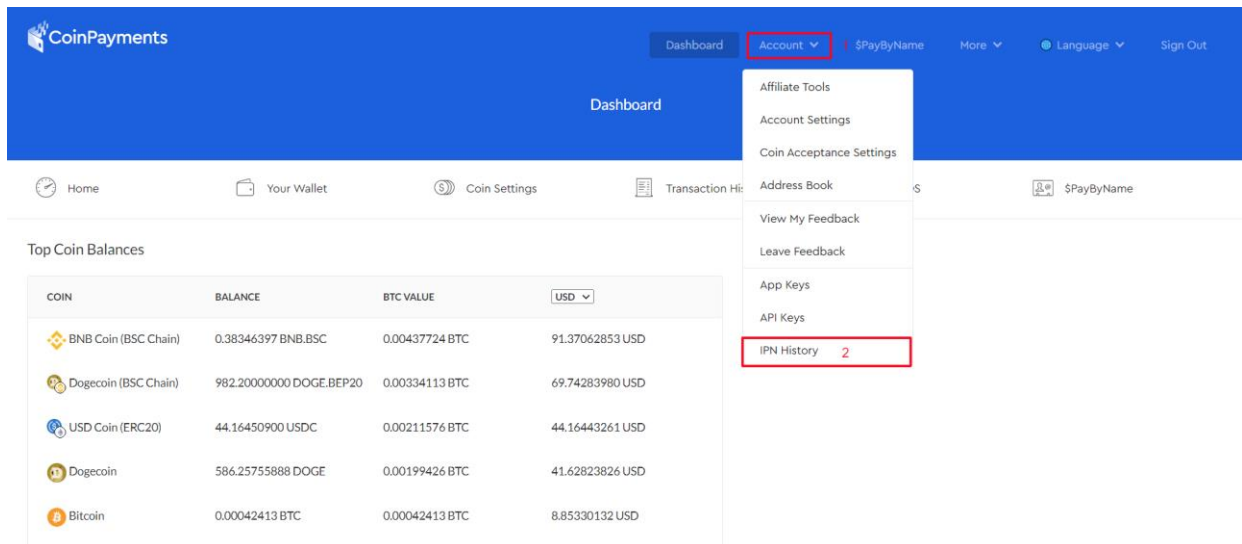 CoinPayments
Dashboard Account 1 $PayByName More Language Sign Out
Dashboard
Affiliate Tools
Account Settings
Coin Acceptance Settings
Address Book
View My Feedback
Leave Feedback
App Keys
API Keys
IPN History 2
Home Your Wallet Coin Settings Transaction His $PayByName
Top Coin Balances
COIN BALANCE BTC VALUE USD
BNB Coin (BSC Chain) 0.38346397 BNB.BSC 0.00437724 BTC 91.37062853 USD
Dogecoin (BSC Chain) 982.20000000 DOGE.BEP20 0.00334113 BTC 69.74283980 USD
USD Coin (ERC20) 44.16450900 USDC 0.00211576 BTC 44.16443261 USD
Dogecoin 586.25755888 DOGE 0.00199426 BTC 41.62823826 USD
Bitcoin 0.00042413 BTC 0.00042413 BTC 8.85330132 USD